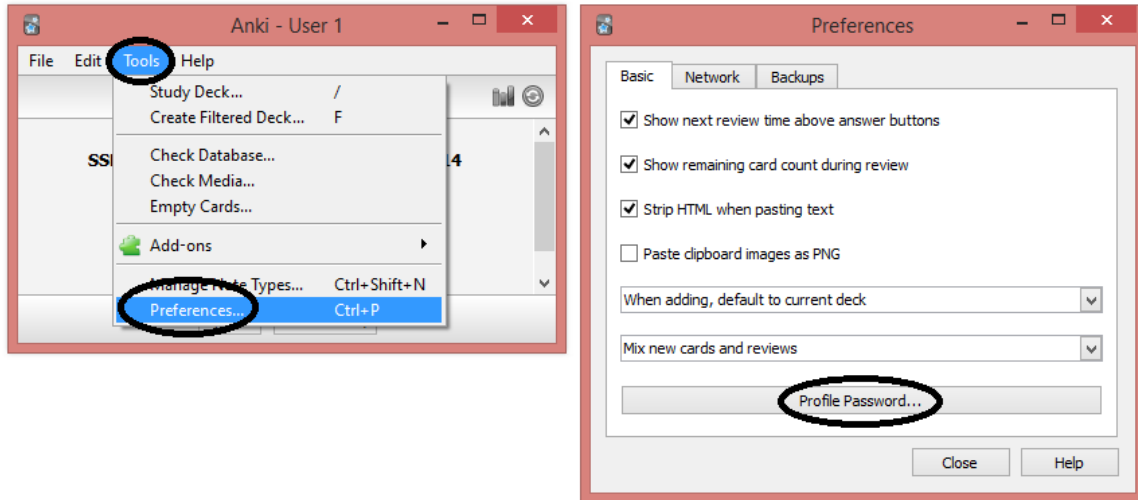 Anki - User 1
File Edit Tools Help
Study Deck... /
Create Filtered Deck... F
14
Check Database...
Check Media...
Empty Cards...
Add-ons
Manage Note Types... Ctrl+Shift+N
Preferences... Ctrl+P
Preferences
Basic Network Backups
Show next review time above answer buttons
Show remaining card count during review
Strip HTML when pasting text
Paste clipboard images as PNG
When adding, default to current deck
Mix new cards and reviews
Profile Password...
Close Help